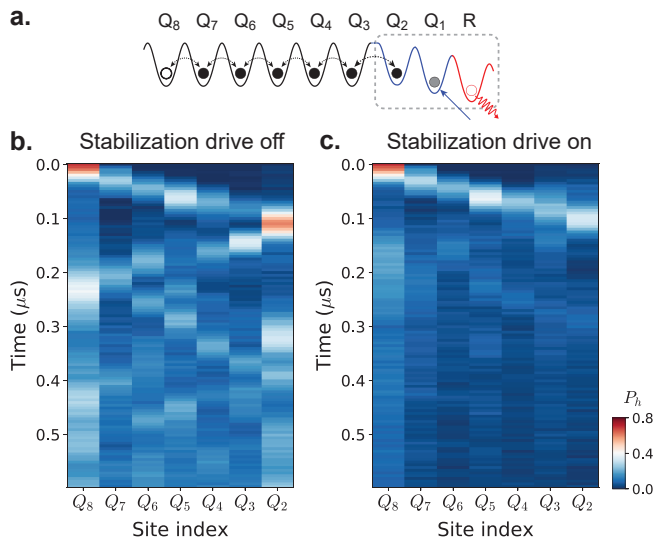 a.
Q8 Q7 Q6 Q5 Q4 Q3 Q2 Q1 R
b. Stabilization drive off
c. Stabilization drive on
0.0
0.1
0.2
0.3
0.4
0.5
Time (μs)
Q8 Q7 Q6 Q5 Q4 Q3 Q2
Site index
0.0
0.1
0.2
0.3
0.4
0.5
Time (μs)
Q8 Q7 Q6 Q5 Q4 Q3 Q2
Site index
Ph
0.8
0.4
0.0